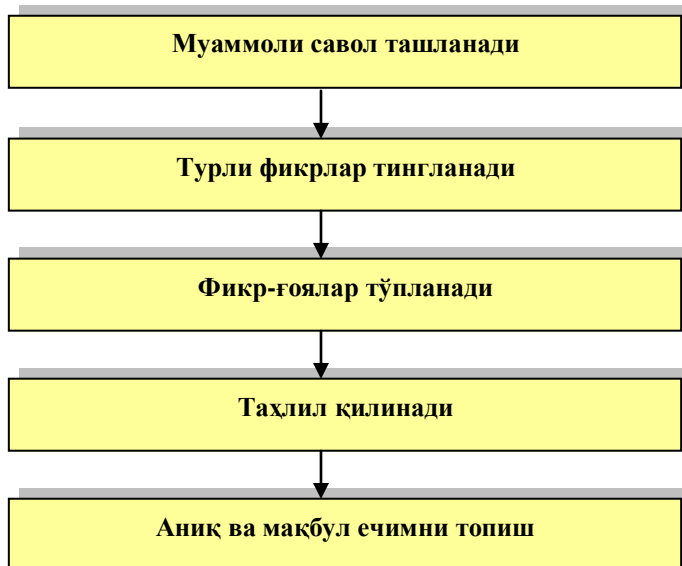 Муаммоли савол ташланади
Турли фикрлар тингланади
Фикр-ғоялар тўпланади
Таҳлил қилинади
Аниқ ва мақбул ечимни топиш